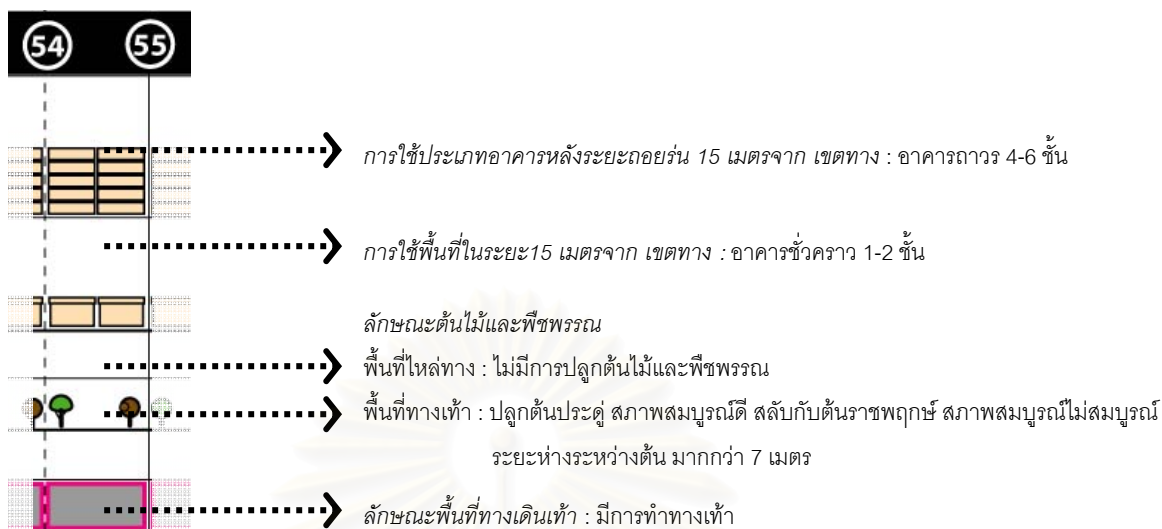 54 55
การใช้ประเภทอาคารหลังระยะถอยร่น 15 เมตรจาก เขตทาง : อาคารถาวร 4-6 ชั้น
การใช้พื้นที่ในระยะ15 เมตรจาก เขตทาง : อาคารชั่วคราว 1-2 ชั้น
ลักษณะต้นไม้และพืชพรรณ
พื้นที่ไหล่ทาง : ไม่มีการปลูกต้นไม้และพืชพรรณ
พื้นที่ทางเท้า : ปลูกต้นประดู่ สภาพสมบูรณ์ดี สลับกับต้นราชพฤกษ์ สภาพสมบูรณ์ไม่สมบูรณ์
ระยะห่างระหว่างต้น มากกว่า 7 เมตร
ลักษณะพื้นที่ทางเดินเท้า : มีการทำทางเท้า